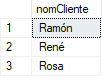 nomCliente
1 Ramón
2 René
3 Rosa